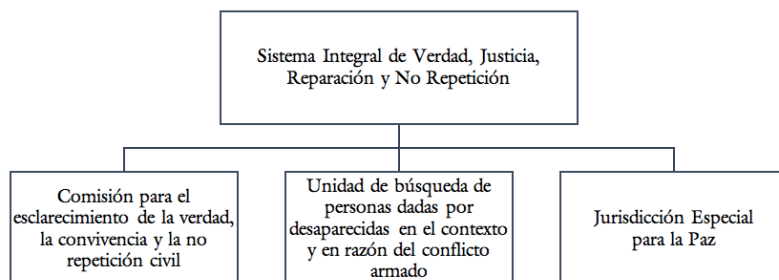 Sistema Integral de Verdad, Justicia,
Reparación y No Repetición
Comisión para el
esclarecimiento de la verdad,
la convivencia y la no
repetición civil
Unidad de búsqueda de
personas dadas por
desaparecidas en el contexto
y en razón del conflicto
armado
Jurisdicción Especial
para la Paz